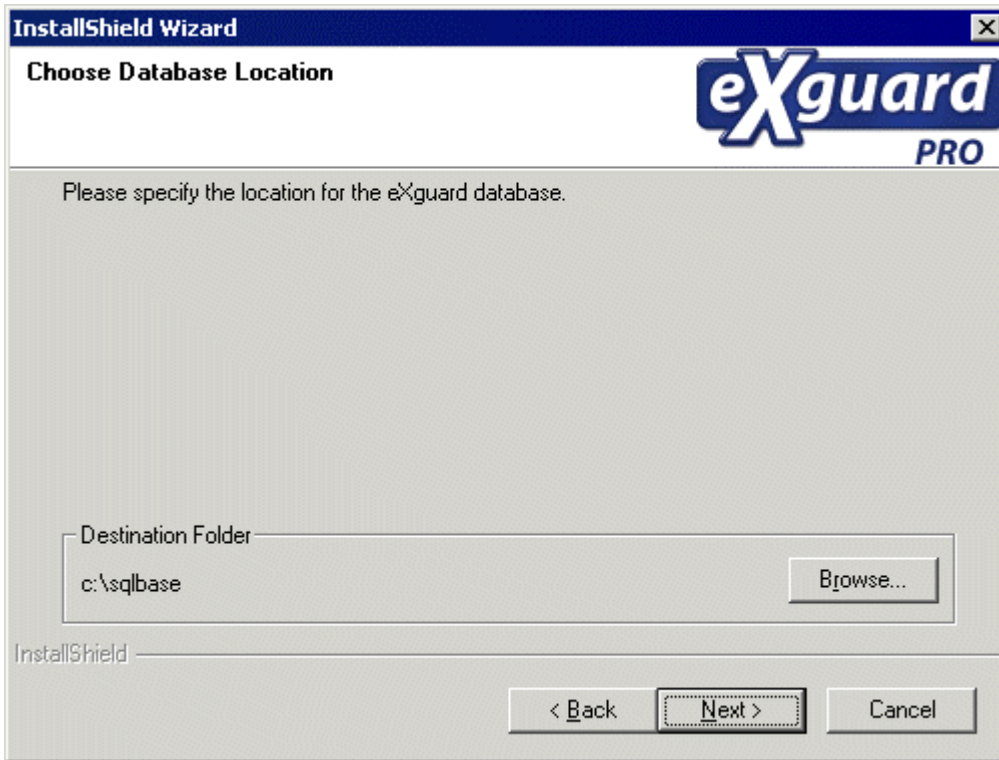 InstallShield Wizard
Choose Database Location
eXguard
PRO
Please specify the location for the eXguard database.
Destination Folder
c:\sqlbase
Browse...
InstallShield
< Back
Next >
Cancel